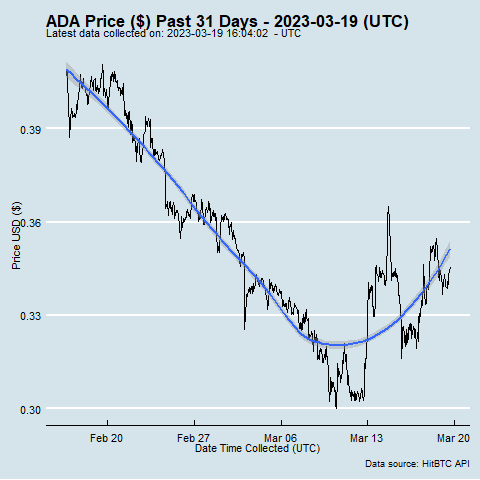 ADA Price ($) Past 31 Days - 2023-03-19 (UTC)
Latest data collected on: 2023-03-19 16:04:02 - UTC
Price USD ($)
0.39
0.36
0.33
0.30
Feb 20 Feb 27 Mar 06 Mar 13 Mar 20
Date Time Collected (UTC)
Data source: HitBTC API